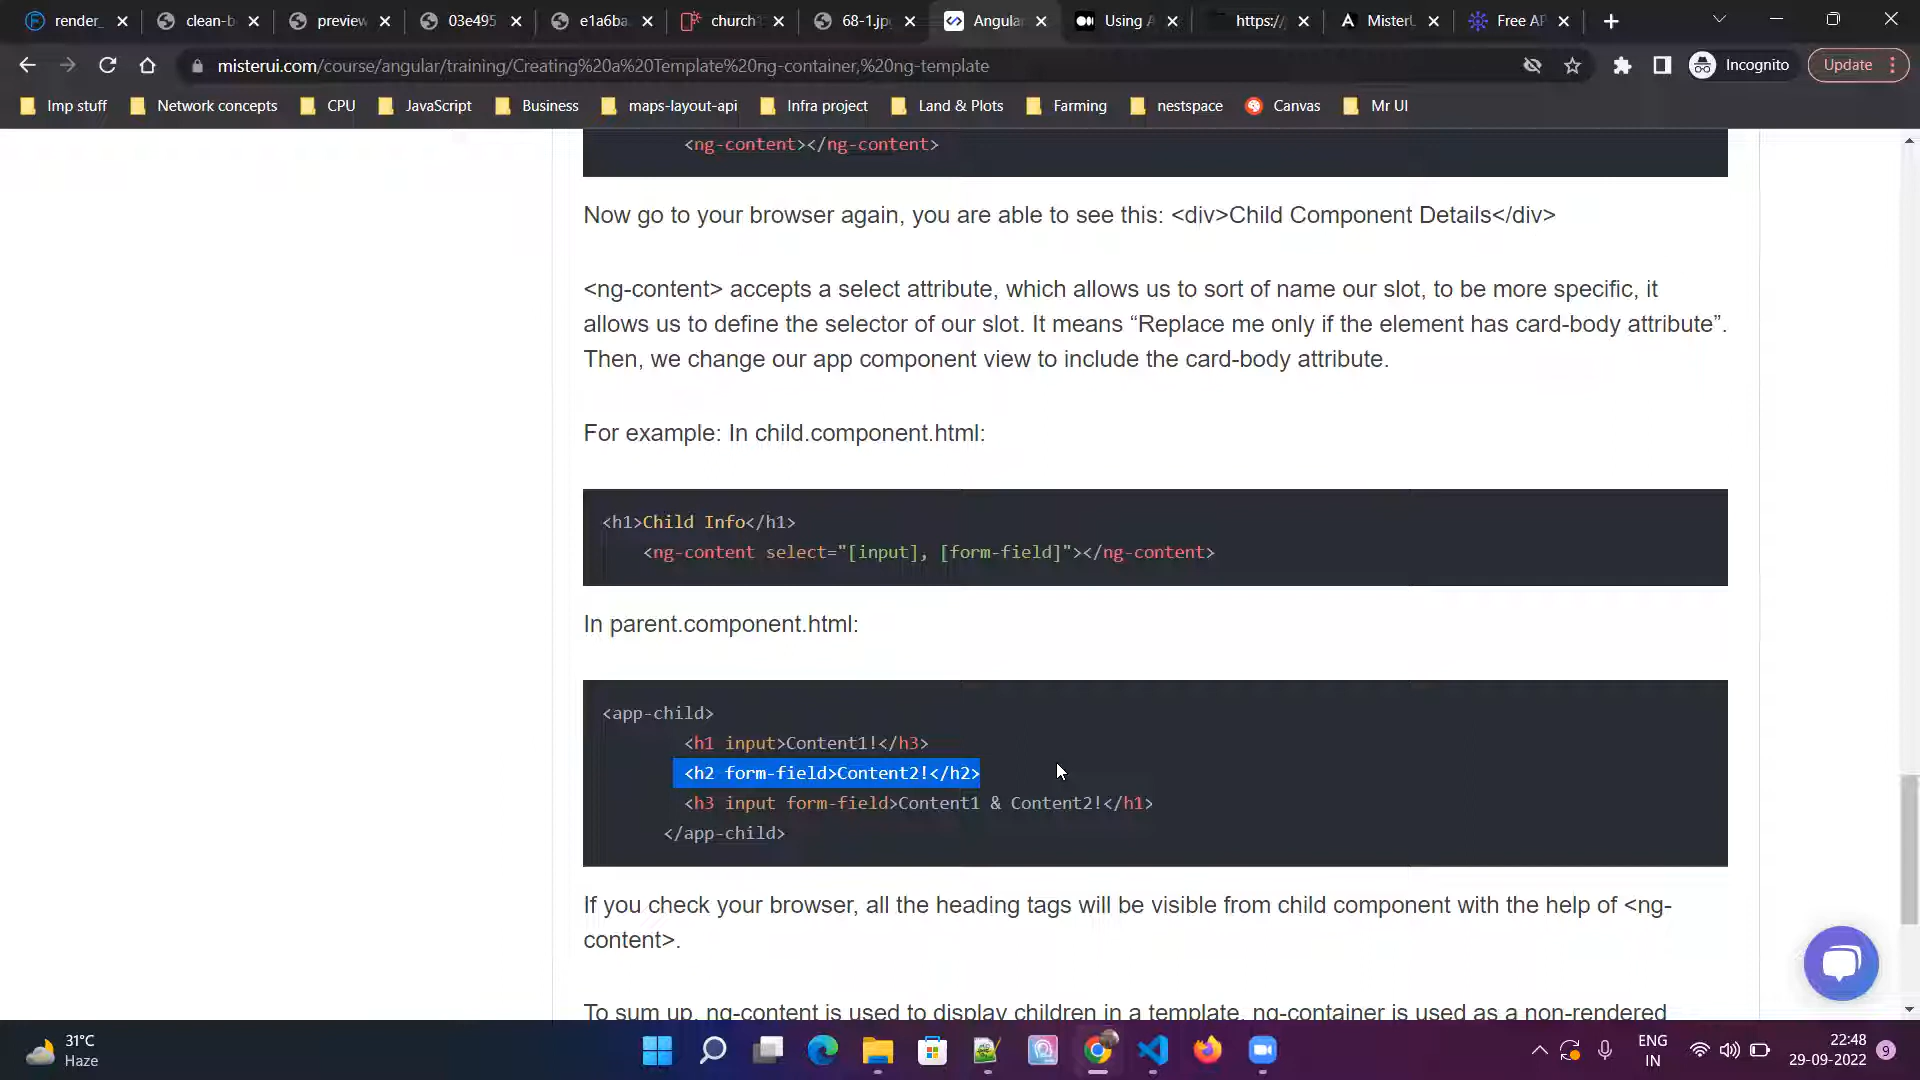 render_
clean-b
preview
03e495
e1a6ba
church1
68-1.jpg
Angular
Using A
https://
MisterU
Free AP
misterui.com/course/angular/training/Creating%20a%20Template%20ng-container,%20ng-template
Incognito
Update
Imp stuff
Network concepts
CPU
JavaScript
Business
maps-layout-api
Infra project
Land & Plots
Farming
nestspace
Canvas
Mr UI
<ng-content></ng-content>
Now go to your browser again, you are able to see this: <div>Child Component Details</div>
<ng-content> accepts a select attribute, which allows us to sort of name our slot, to be more specific, it
allows us to define the selector of our slot. It means “Replace me only if the element has card-body attribute”.
Then, we change our app component view to include the card-body attribute.
For example: In child.component.html:
<h1>Child Info</h1>
<ng-content select="[input], [form-field]"></ng-content>
In parent.component.html:
<app-child>
<h1 input>Content1!</h3>
<h2 form-field>Content2!</h2>
<h3 input form-field>Content1 & Content2!</h1>
</app-child>
If you check your browser, all the heading tags will be visible from child component with the help of <ng-
content>.
To sum up, ng-content is used to display children in a template, ng-container is used as a non-rendered
31°C
Haze
ENG
IN
22:48
29-09-2022
9